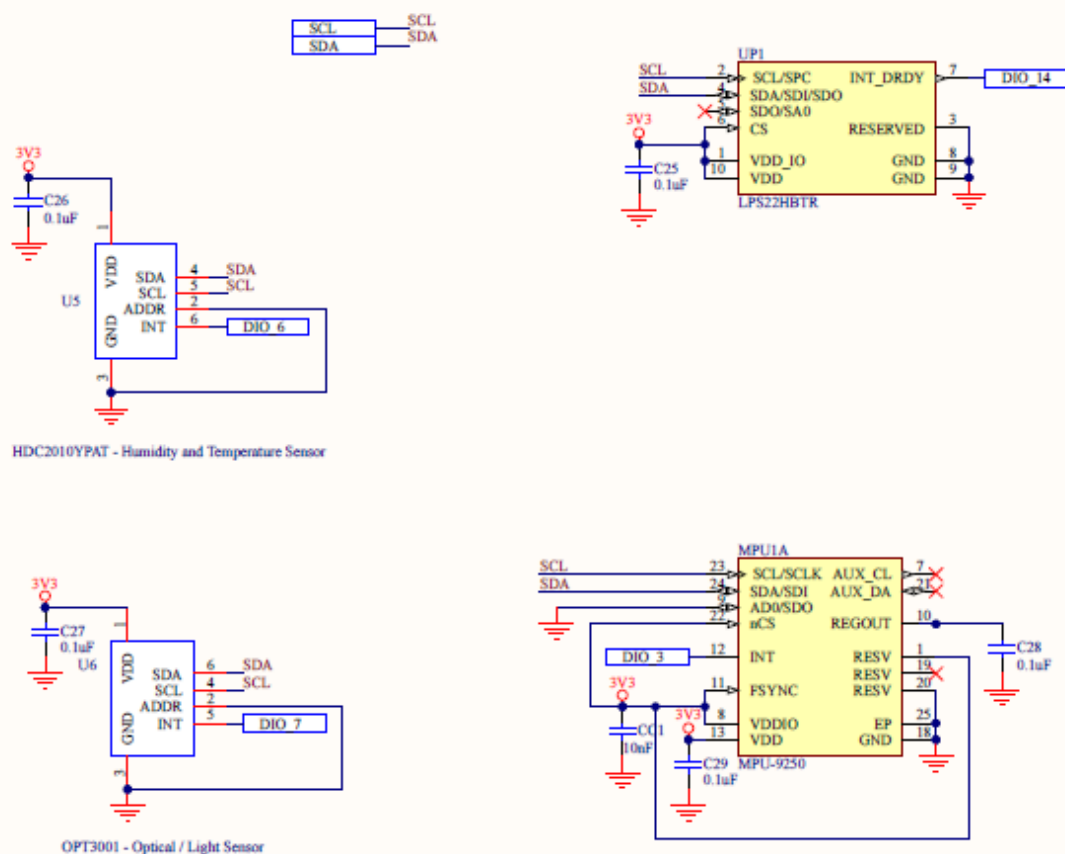 SCL SCL
SDA SDA
UP1
SCL 2 SCL/SPC INT_DRDY 7 DIO_14
SDA 4 SDA/SDI/SDO
SDO/SA0
6 CS RESERVED 3
3V3
1 VDD_IO GND 8
10 VDD GND 9
C25
0.1uF
LPS22HBTR
3V3
C26
0.1uF
1
VDD
U5
SDA 4 SDA
SCL 5 SCL
ADDR 2
INT 6 DIO_6
GND
3
HDC2010YPAT - Humidity and Temperature Sensor
3V3
C27
0.1uF
1
VDD
U6
SDA 6 SDA
SCL 4 SCL
ADDR 2
INT 5 DIO_7
GND
3
OPT3001 - Optical / Light Sensor
MPU1A
SCL 23 SCL/SCLK AUX_CL 7
SDA 24 SDA/SDI AUX_DA 21
AD0/SDO
22 nCS REGOUT 10
C28
0.1uF
DIO_3 12 INT RESV 1
RESV 19
11 FSYNC RESV 20
3V3
CC1
10nF
8 VDDIO EP 25
3V3
13 VDD GND 18
C29
0.1uF
MPU-9250